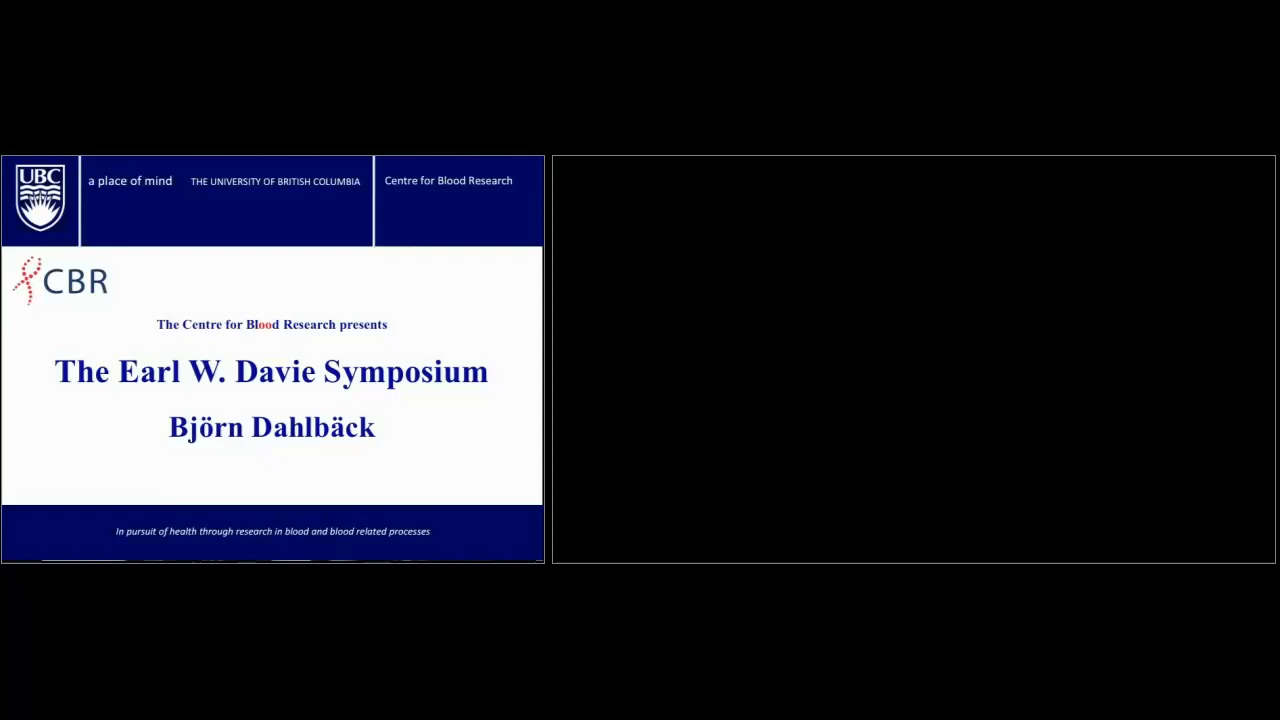 UBC
a place of mind THE UNIVERSITY OF BRITISH COLUMBIA
Centre for Blood Research
CBR
The Centre for Blood Research presents
The Earl W. Davie Symposium
Björn Dahlbäck
In pursuit of health through research in blood and blood related processes